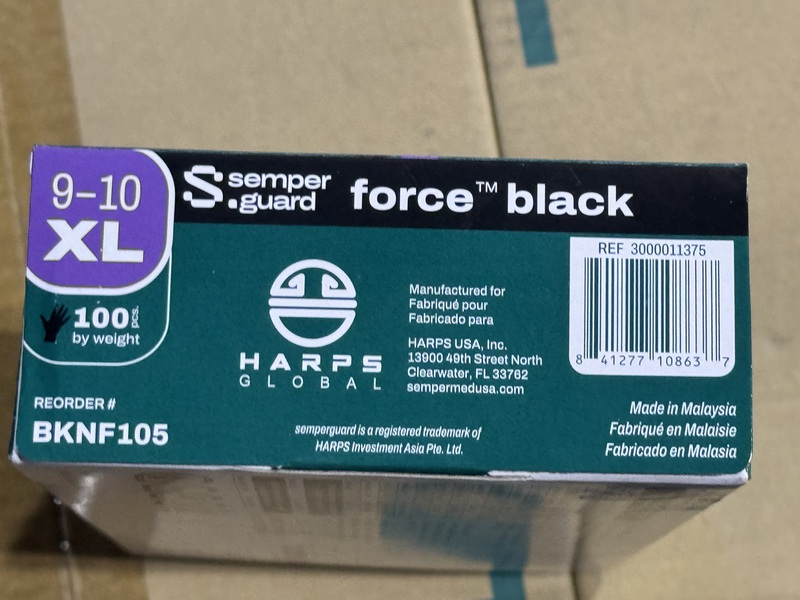 9-10
XL
semper
guard
force™ black
100 pcs.
by weight
HARPS
GLOBAL
Manufactured for
Fabriqué pour
Fabricado para
HARPS USA, Inc.
13900 49th Street North
Clearwater, FL 33762
sempermedusa.com
REF 3000011375
8 41277 10863 7
REORDER #
BKNF105
semperguard is a registered trademark of
HARPS Investment Asia Pte. Ltd.
Made in Malaysia
Fabriqué en Malaisie
Fabricado en Malasia